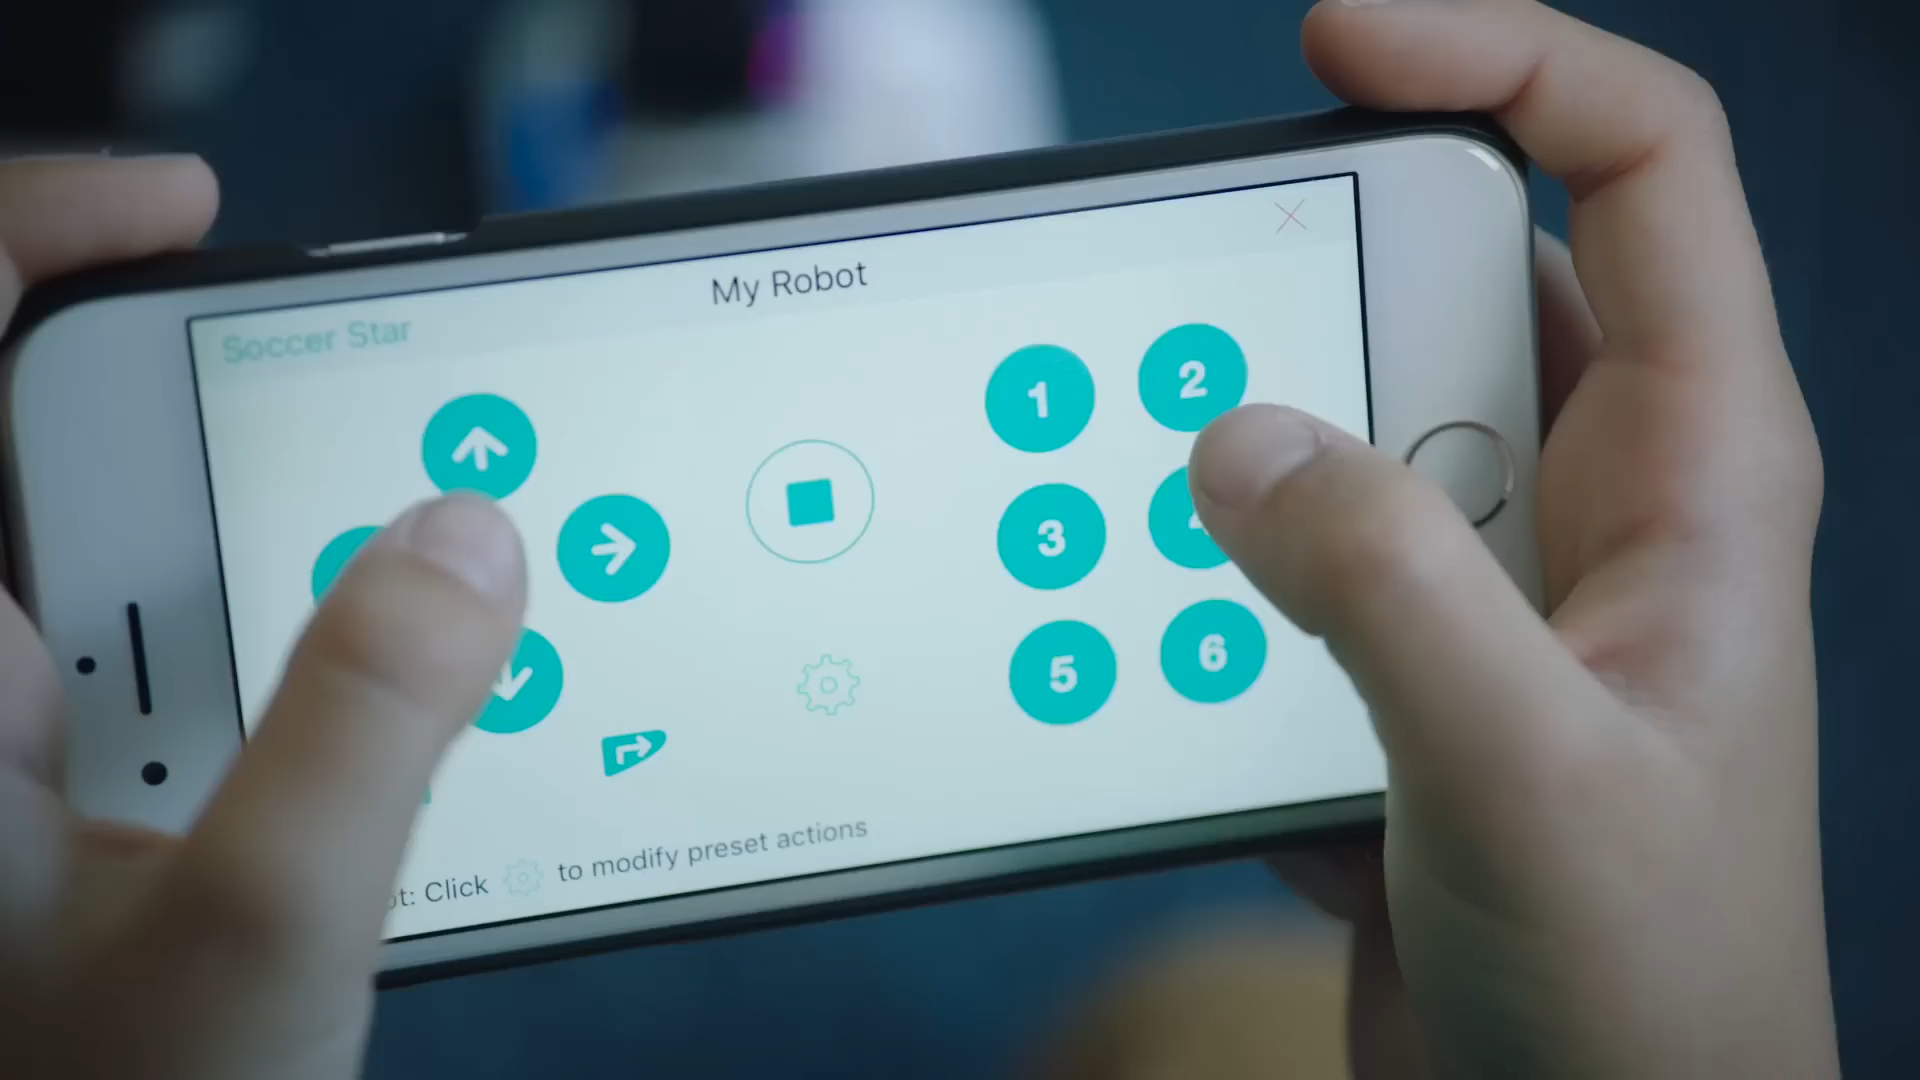 My Robot
Soccer Star
1 2
3
5 6
Click to modify preset actions